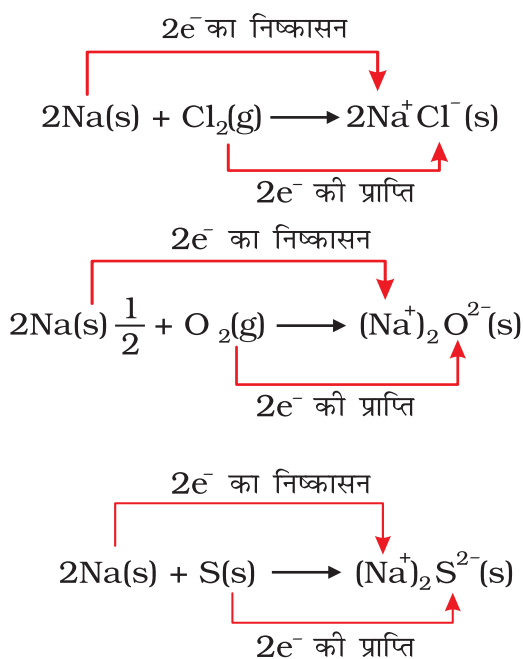 2e⁻ का निष्कासन
2Na(s) + Cl₂(g) ⟶ 2Na⁺Cl⁻(s)
2e⁻ की प्राप्ति
2e⁻ का निष्कासन
2Na(s) 1/2 + O₂(g) ⟶ (Na⁺)₂O²⁻(s)
2e⁻ की प्राप्ति
2e⁻ का निष्कासन
2Na(s) + S(s) ⟶ (Na⁺)₂S²⁻(s)
2e⁻ की प्राप्ति